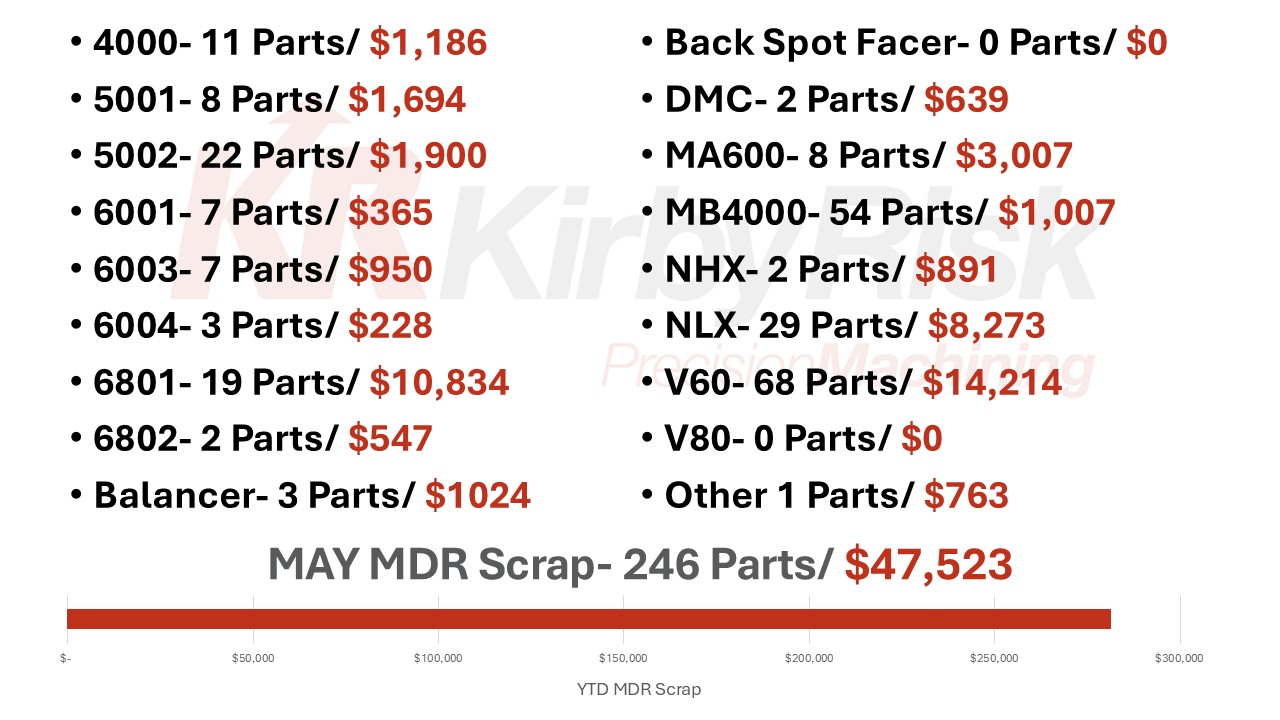 • 4000- 11 Parts/ $1,186
• 5001- 8 Parts/ $1,694
• 5002- 22 Parts/ $1,900
• 6001- 7 Parts/ $365
• 6003- 7 Parts/ $950
• 6004- 3 Parts/ $228
• 6801- 19 Parts/ $10,834
• 6802- 2 Parts/ $547
• Balancer- 3 Parts/ $1024
• Back Spot Facer- 0 Parts/ $0
• DMC- 2 Parts/ $639
• MA600- 8 Parts/ $3,007
• MB4000- 54 Parts/ $1,007
• NHX- 2 Parts/ $891
• NLX- 29 Parts/ $8,273
• V60- 68 Parts/ $14,214
• V80- 0 Parts/ $0
• Other 1 Parts/ $763
KR KirbyRisk
PrecisionMachining
MAY MDR Scrap- 246 Parts/ $47,523
$- $50,000 $100,000 $150,000 $200,000 $250,000 $300,000
YTD MDR Scrap